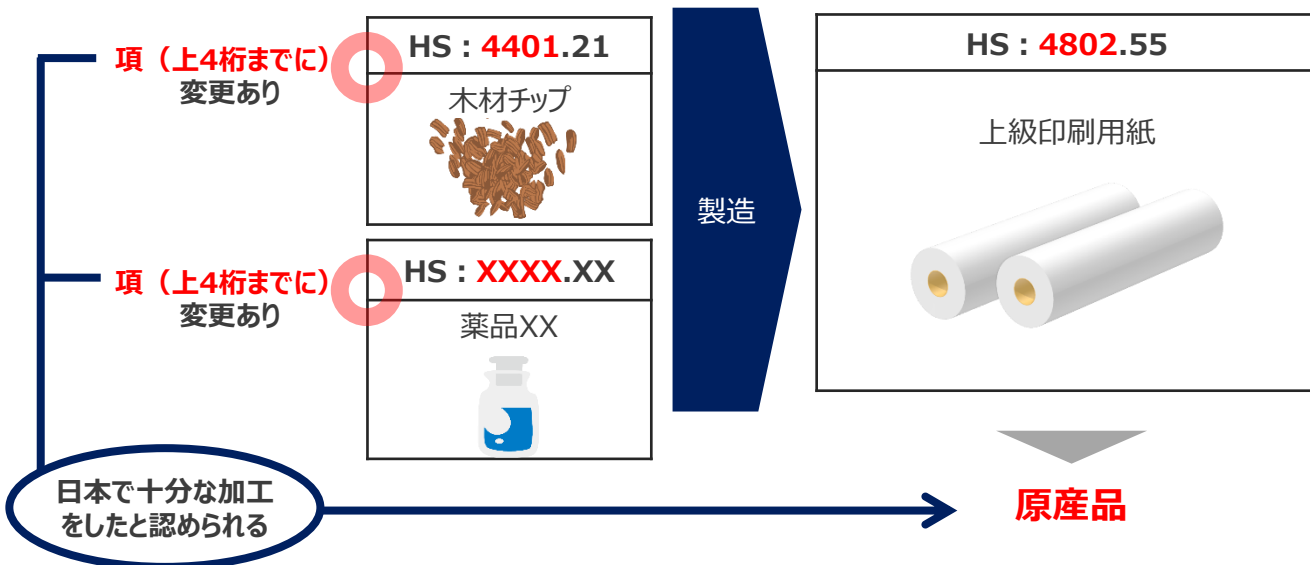 項（上4桁までに）
変更あり
HS：4401.21
木材チップ
項（上4桁までに）
変更あり
HS：XXXX.XX
薬品XX
製造
HS：4802.55
上級印刷用紙
日本で十分な加工
をしたと認められる
原産品